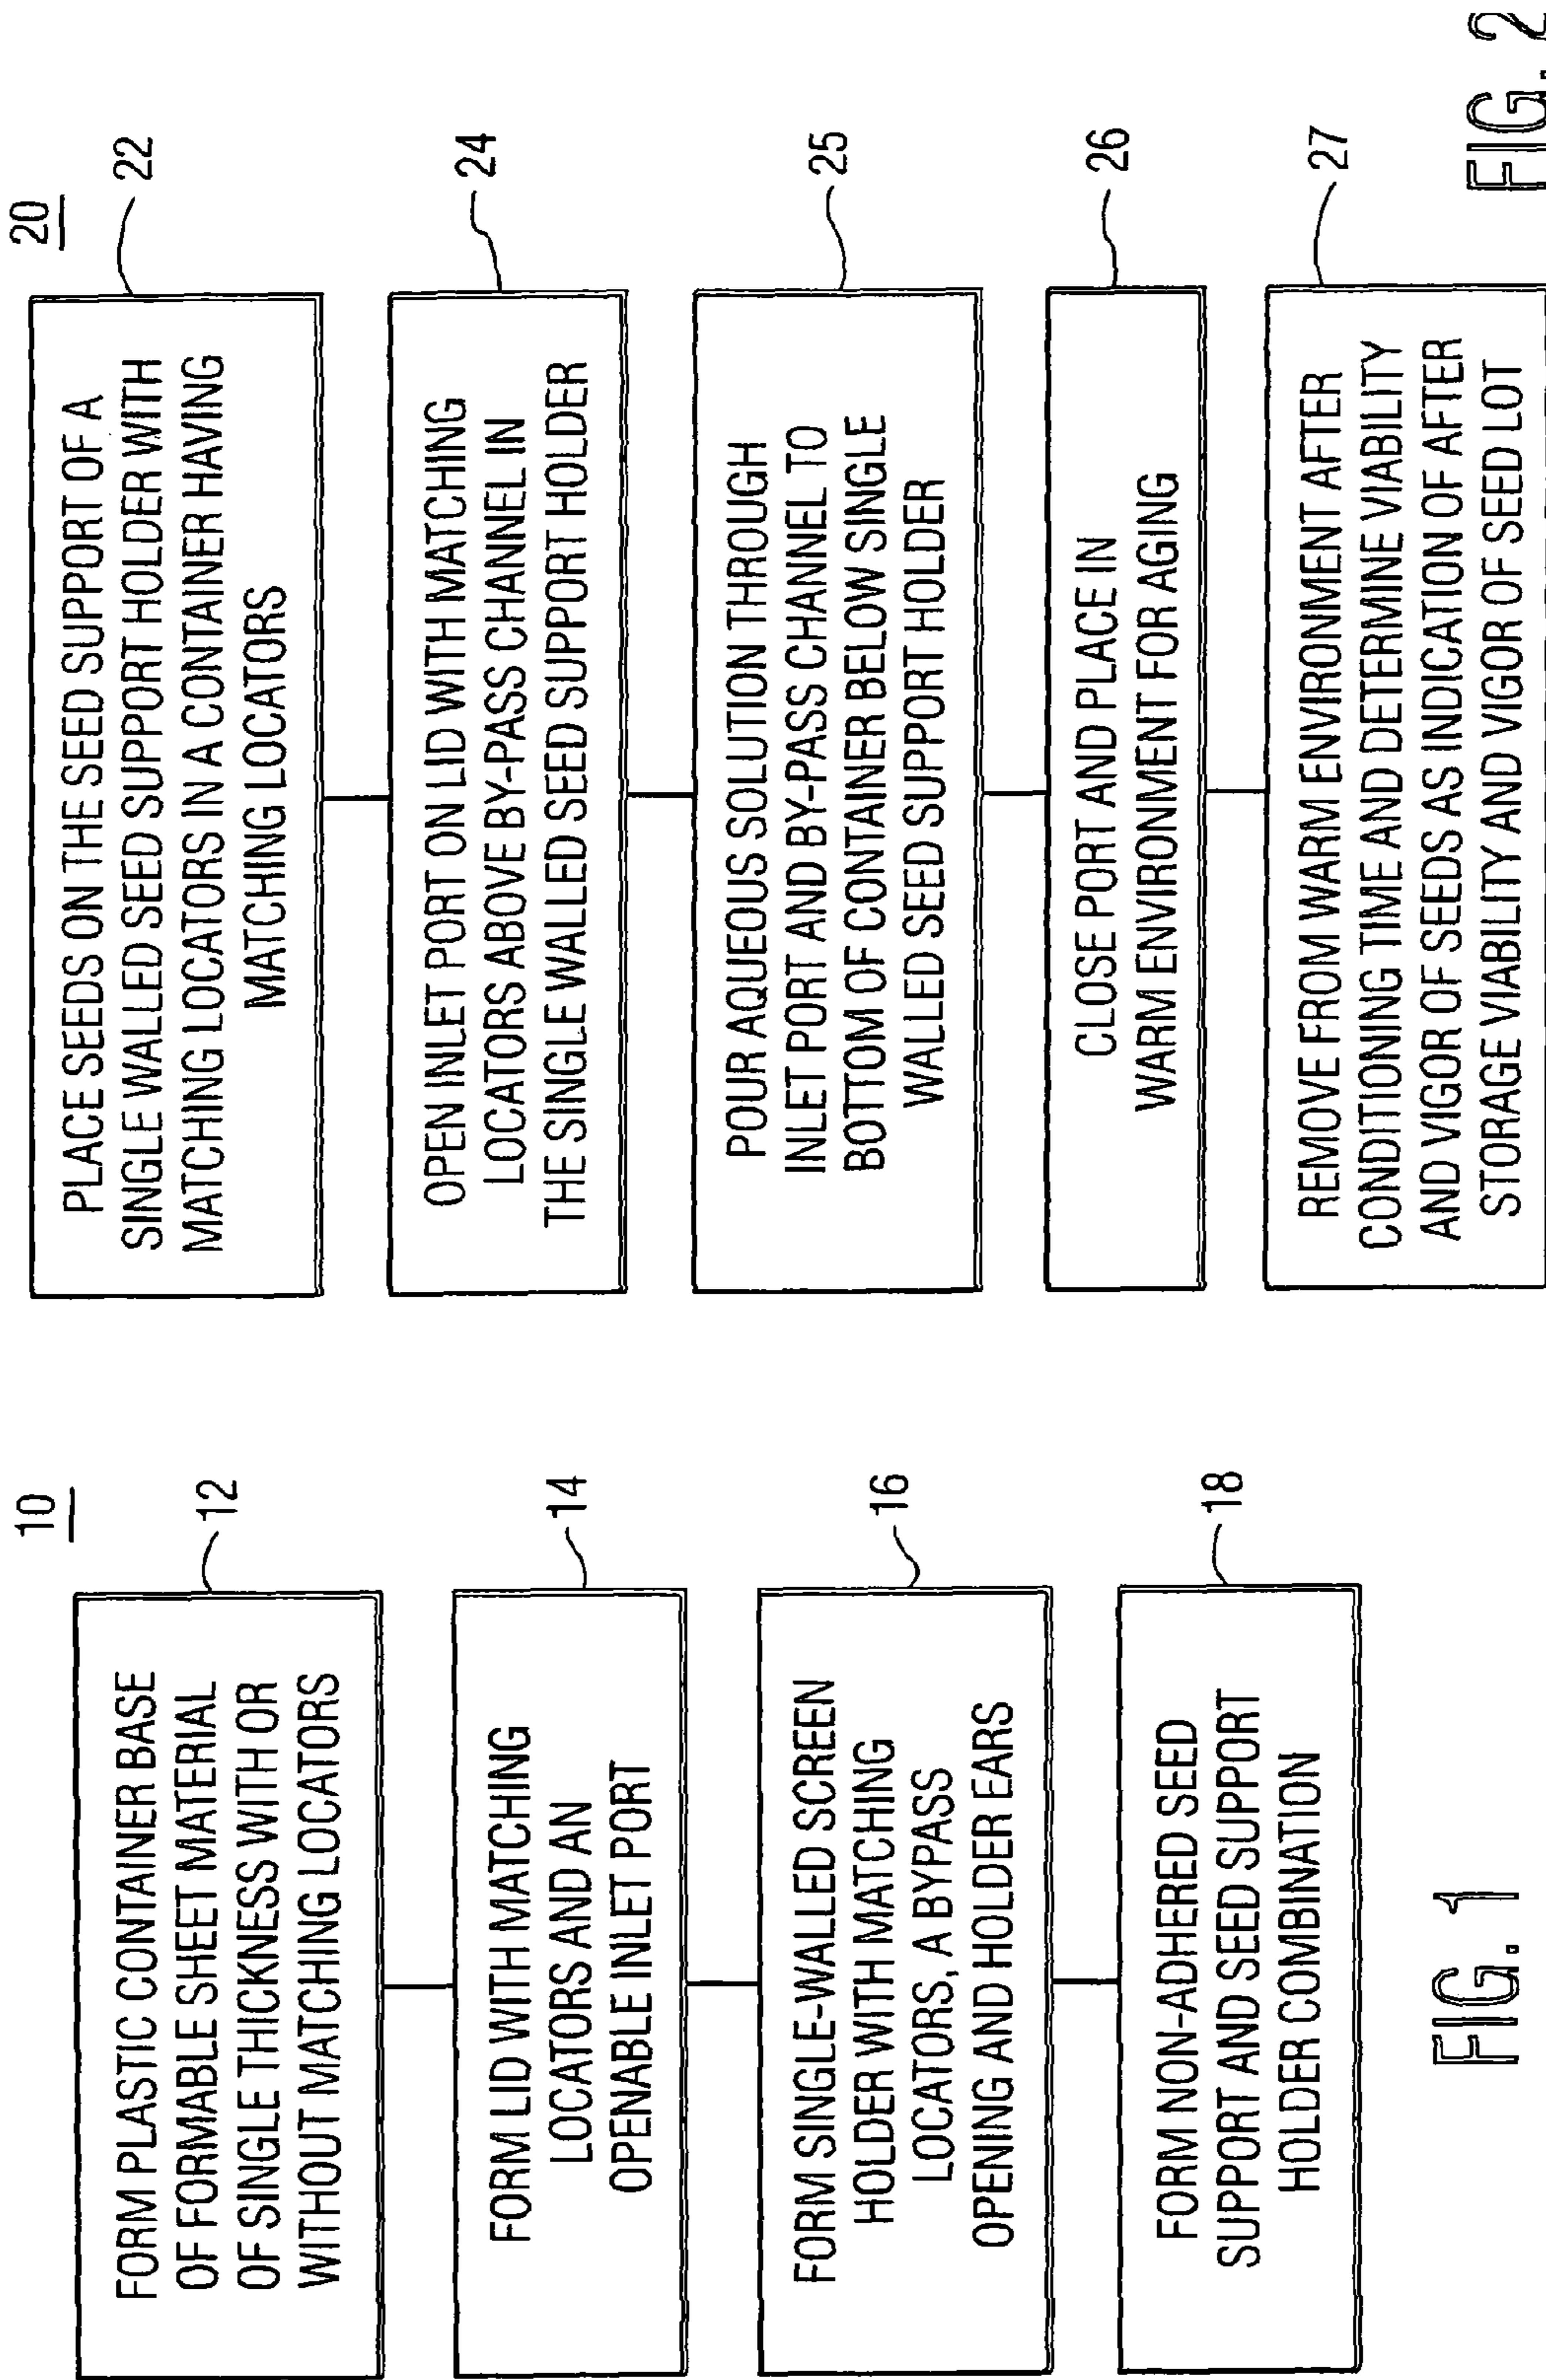 10
FORM PLASTIC CONTAINER BASE
OF FORMABLE SHEET MATERIAL
OF SINGLE THICKNESS WITH OR
WITHOUT MATCHING LOCATORS
12
FORM LID WITH MATCHING
LOCATORS AND AN
OPENABLE INLET PORT
14
FORM SINGLE-WALLED SCREEN
HOLDER WITH MATCHING
LOCATORS, A BYPASS
OPENING AND HOLDER EARS
16
FORM NON-ADHERED SEED
SUPPORT AND SEED SUPPORT
HOLDER COMBINATION
18
FIG. 1
20
PLACE SEEDS ON THE SEED SUPPORT OF A
SINGLE WALLED SEED SUPPORT HOLDER WITH
MATCHING LOCATORS IN A CONTAINER HAVING
MATCHING LOCATORS
22
OPEN INLET PORT ON LID WITH MATCHING
LOCATORS ABOVE BY-PASS CHANNEL IN
THE SINGLE WALLED SEED SUPPORT HOLDER
24
POUR AQUEOUS SOLUTION THROUGH
INLET PORT AND BY-PASS CHANNEL TO
BOTTOM OF CONTAINER BELOW SINGLE
WALLED SEED SUPPORT HOLDER
25
CLOSE PORT AND PLACE IN
WARM ENVIRONMENT FOR AGING
26
REMOVE FROM WARM ENVIRONMENT AFTER
CONDITIONING TIME AND DETERMINE VIABILITY
AND VIGOR OF SEEDS AS INDICATION OF AFTER
STORAGE VIABILITY AND VIGOR OF SEED LOT
27
FIG. 2